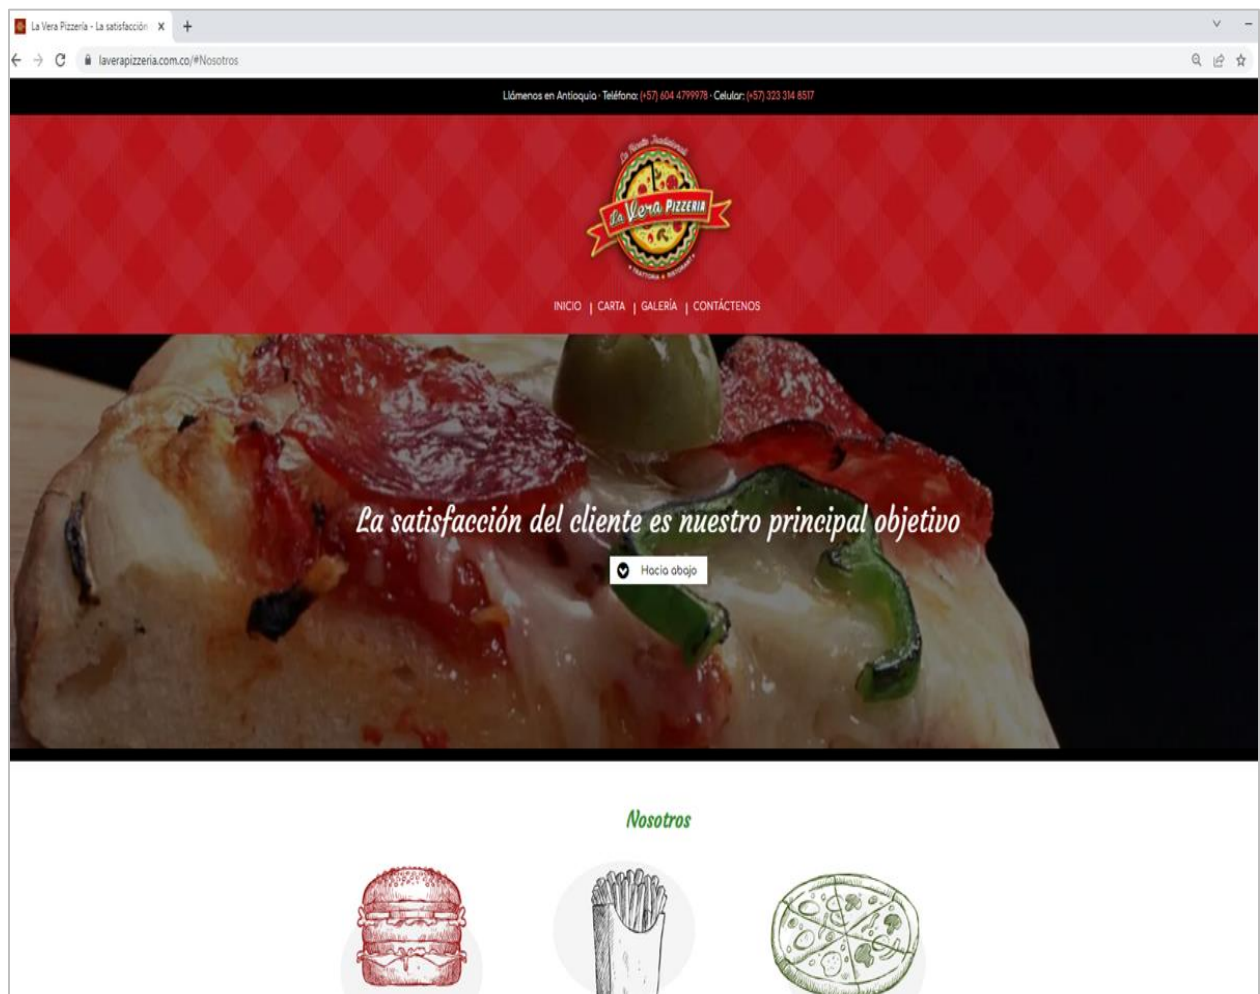 La Vera Pizzería - La satisfacción
laverapizzeria.com.co/#Nosotros
Llámenos en Antioquia · Teléfono: (+57) 604 4799978 · Celular: (+57) 323 314 8517
La Vera PIZZERIA
INICIO | CARTA | GALERÍA | CONTÁCTENOS
La satisfacción del cliente es nuestro principal objetivo
Hacia abajo
Nosotros